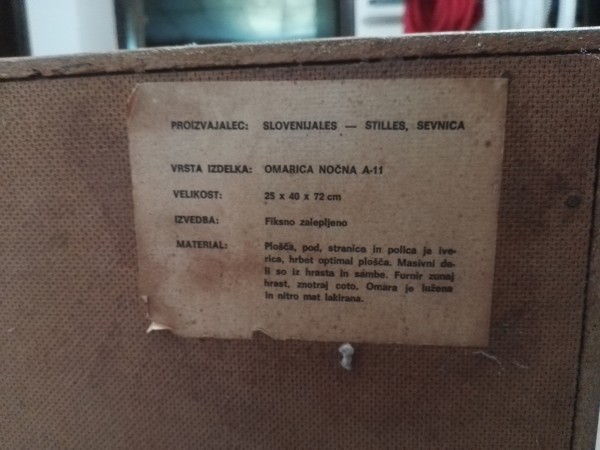 PROIZVAJALEC: SLOVENIJALES — STILLES, SEVNICA
VRSTA IZDELKA: OMARICA NOČNA A-11
VELIKOST: 25 x 40 x 72 cm
IZVEDBA: Fiksno zalepljeno
MATERIAL: Plošča, pod, stranice in polica je ive-
rica, hrbet optimal plošča. Masivni de-
li so iz hrasta in sambe. Furnir zunaj
hrast, znotraj coto. Omara je lužena
in nitro mat lakirana.